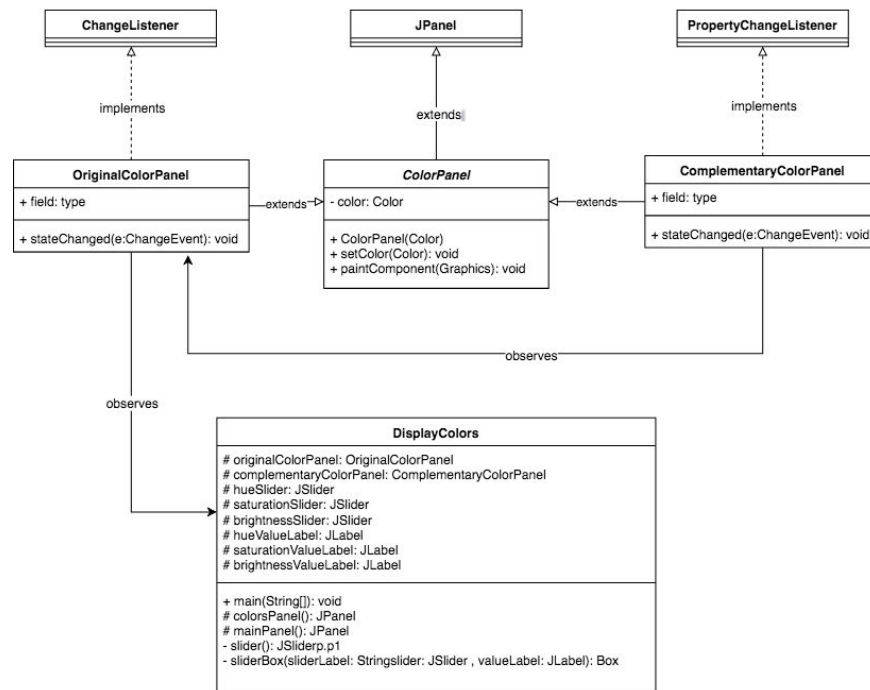 ChangeListener
JPanel
PropertyChangeListener
implements
extends
implements
OriginalColorPanel
+ field: type
+ stateChanged(e:ChangeEvent): void
extends
ColorPanel
- color: Color
+ ColorPanel(Color)
+ setColor(Color): void
+ paintComponent(Graphics): void
extends
ComplementaryColorPanel
+ field: type
+ stateChanged(e:ChangeEvent): void
observes
observes
DisplayColors
# originalColorPanel: OriginalColorPanel
# complementaryColorPanel: ComplementaryColorPanel
# hueSlider: JSlider
# saturationSlider: JSlider
# brightnessSlider: JSlider
# hueValueLabel: JLabel
# saturationValueLabel: JLabel
# brightnessValueLabel: JLabel
+ main(String[]): void
# colorsPanel(): JPanel
# mainPanel(): JPanel
- slider(): JSliderp.p1
- sliderBox(sliderLabel: Stringslider: JSlider , valueLabel: JLabel): Box